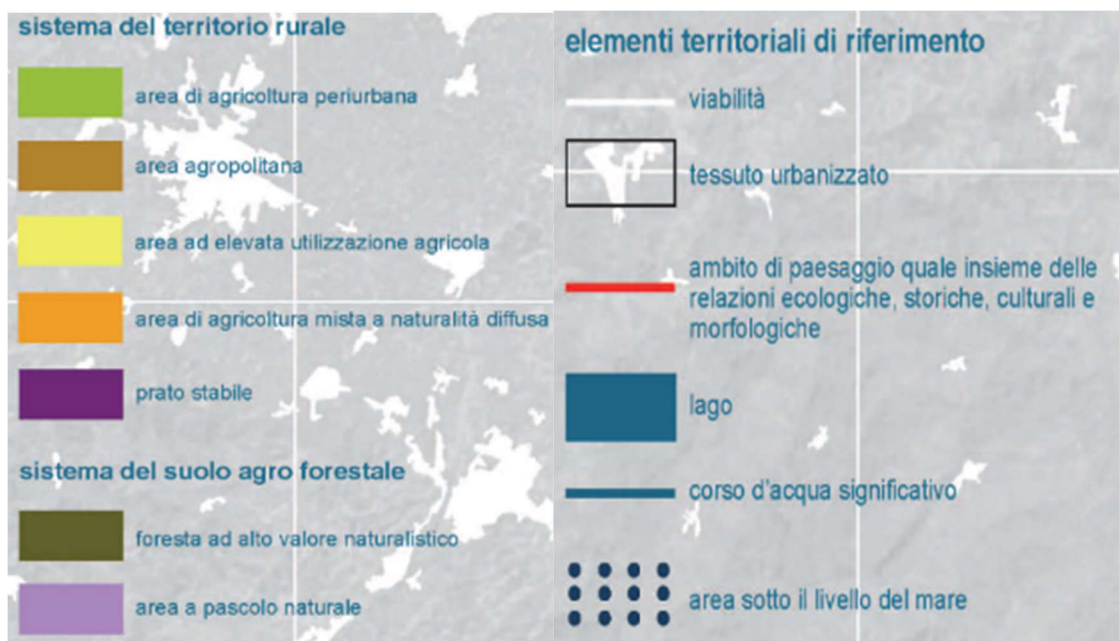 sistema del territorio rurale
area di agricoltura periurbana
area agropolitana
area ad elevata utilizzazione agricola
area di agricoltura mista a naturalità diffusa
prato stabile
sistema del suolo agro forestale
foresta ad alto valore naturalistico
area a pascolo naturale
elementi territoriali di riferimento
viabilità
tessuto urbanizzato
ambito di paesaggio quale insieme delle
relazioni ecologiche, storiche, culturali e
morfologiche
lago
corso d'acqua significativo
area sotto il livello del mare